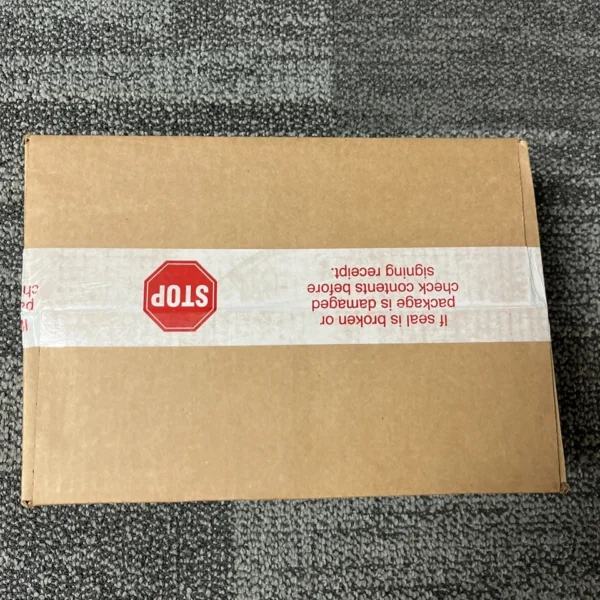 STOP
If seal is broken or
package is damaged
check contents before
signing receipt.